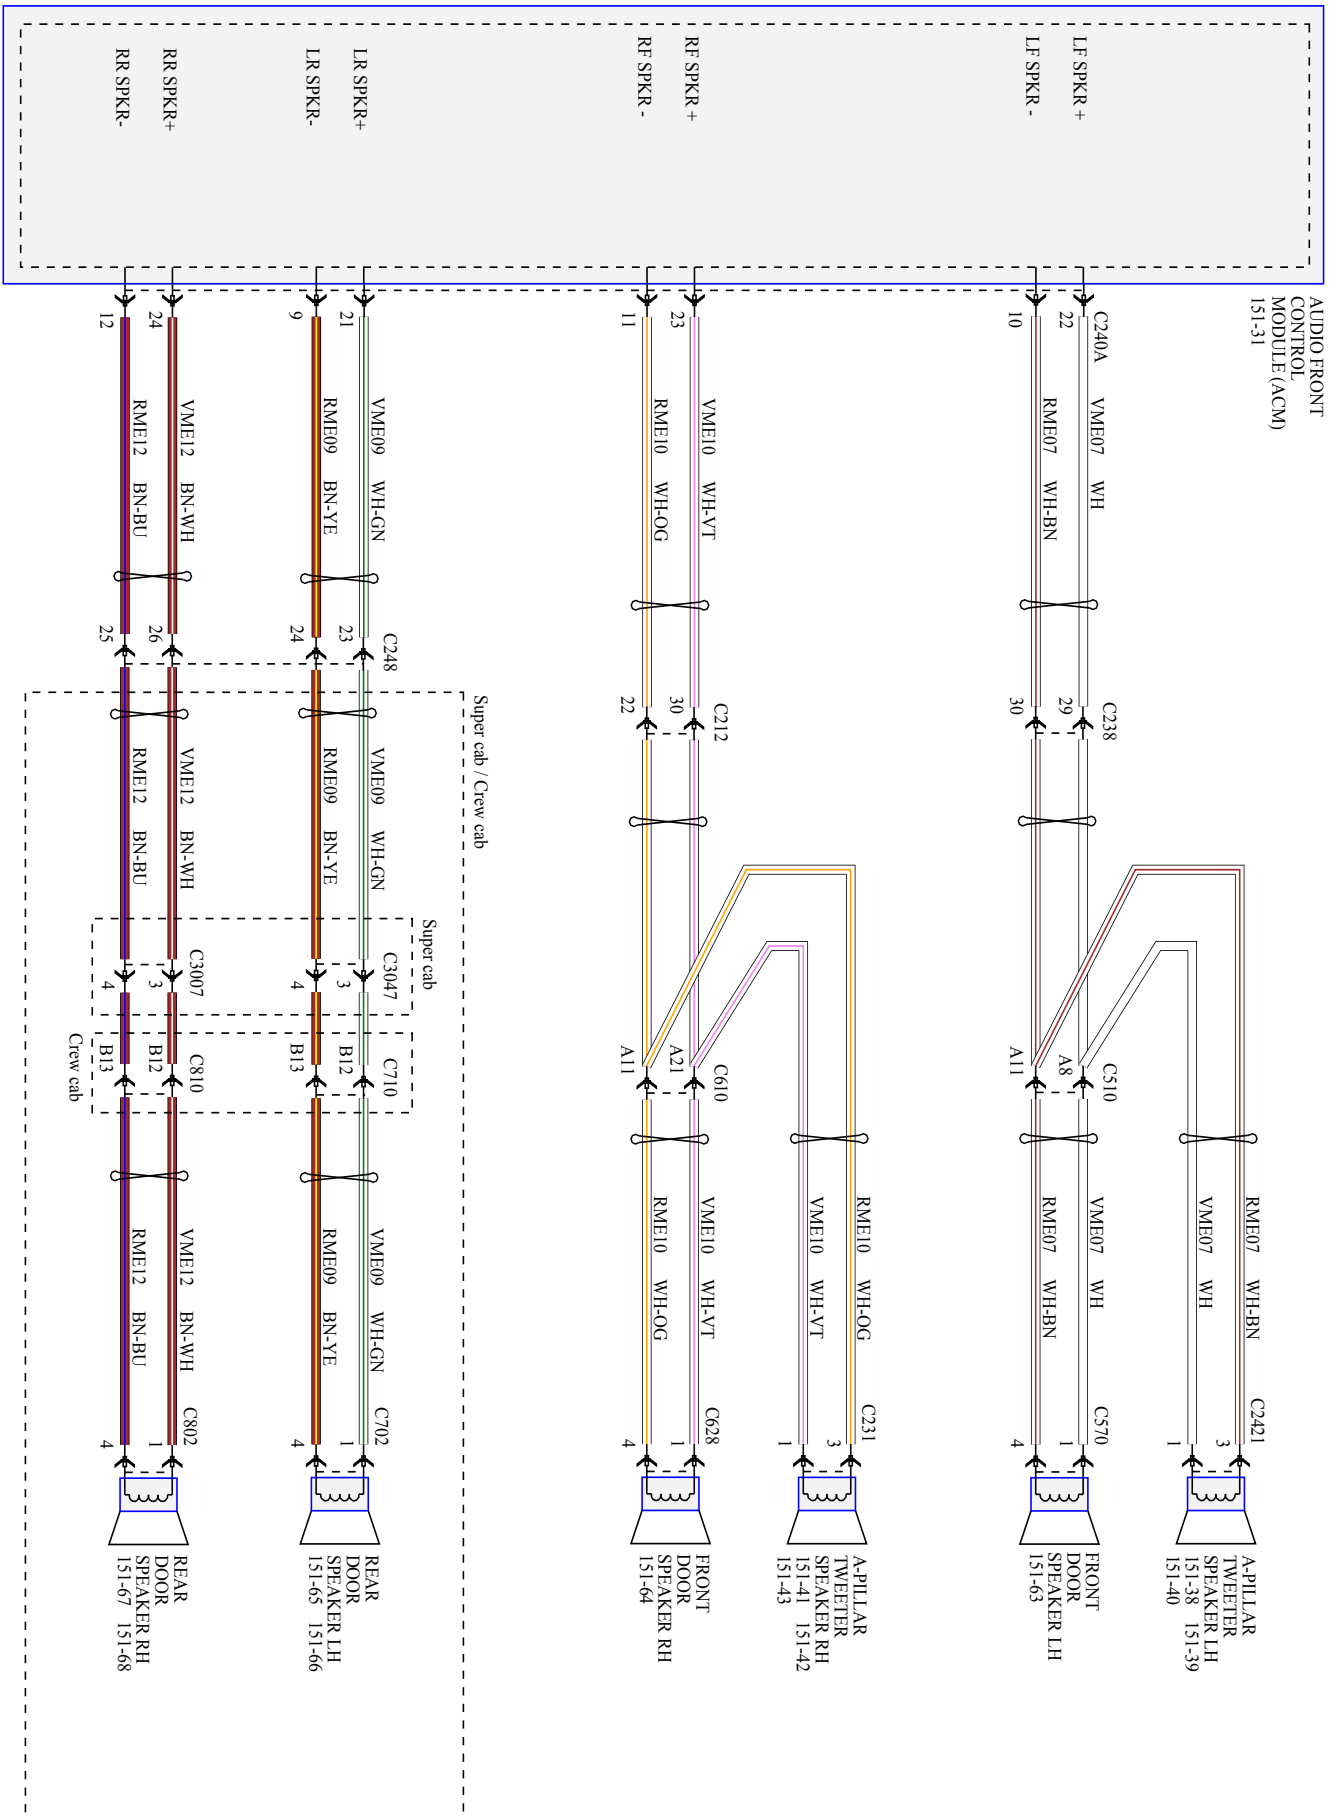 AUDIO FRONT
CONTROL
MODULE (ACM)
151-31
LF SPKR +
LF SPKR -
RF SPKR +
RF SPKR -
LR SPKR+
LR SPKR-
RR SPKR+
RR SPKR-
C240A
22
10
23
11
21
9
24
12
VME07 WH
RME07 WH-BN
VME10 WH-VT
RME10 WH-OG
VME09 WH-GN
RME09 BN-YE
VME12 BN-WH
RME12 BN-BU
C238
29
30
C212
30
22
C248
23
24
26
25
Super cab / Crew cab
VME09 WH-GN
RME09 BN-YE
VME12 BN-WH
RME12 BN-BU
Super cab
C3047
3
4
C3007
3
4
C510
A8
A11
C610
A21
A11
C710
B12
B13
C810
B12
B13
Crew cab
RME07 WH-BN
VME07 WH
VME07 WH
RME07 WH-BN
RME10 WH-OG
VME10 WH-VT
VME10 WH-VT
RME10 WH-OG
VME09 WH-GN
RME09 BN-YE
VME12 BN-WH
RME12 BN-BU
C2421
3
1
C570
1
4
C231
3
1
C628
1
4
C702
1
4
C802
1
4
A-PILLAR
TWEETER
SPEAKER LH
151-38 151-39
151-40
FRONT
DOOR
SPEAKER LH
151-63
A-PILLAR
TWEETER
SPEAKER RH
151-41 151-42
151-43
FRONT
DOOR
SPEAKER RH
151-64
REAR
DOOR
SPEAKER LH
151-65 151-66
REAR
DOOR
SPEAKER RH
151-67 151-68